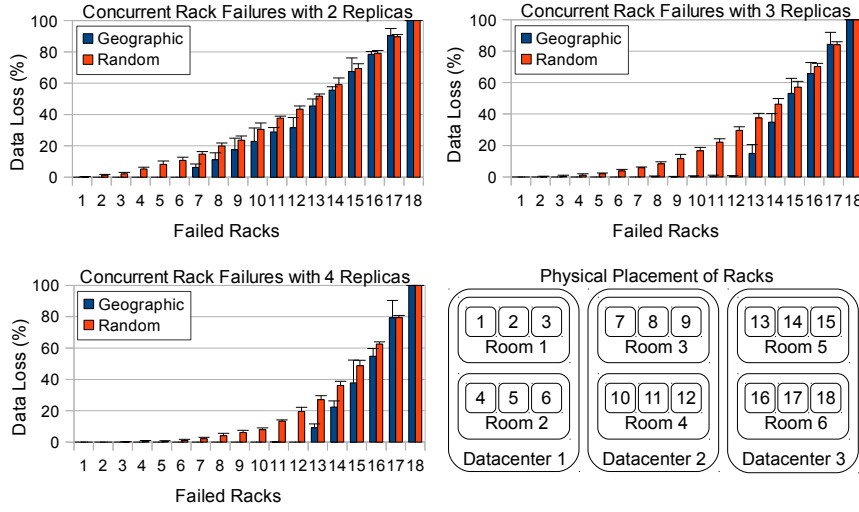 Concurrent Rack Failures with 2 Replicas
100
80
60
40
20
0
Data Loss (%)
Geographic
Random
1 2 3 4 5 6 7 8 9 10 11 12 13 14 15 16 17 18
Failed Racks
Concurrent Rack Failures with 3 Replicas
100
80
60
40
20
0
Data Loss (%)
Geographic
Random
1 2 3 4 5 6 7 8 9 10 11 12 13 14 15 16 17 18
Failed Racks
Concurrent Rack Failures with 4 Replicas
100
80
60
40
20
0
Data Loss (%)
Geographic
Random
1 2 3 4 5 6 7 8 9 10 11 12 13 14 15 16 17 18
Failed Racks
Physical Placement of Racks
1 2 3
Room 1
4 5 6
Room 2
Datacenter 1
7 8 9
Room 3
10 11 12
Room 4
Datacenter 2
13 14 15
Room 5
16 17 18
Room 6
Datacenter 3